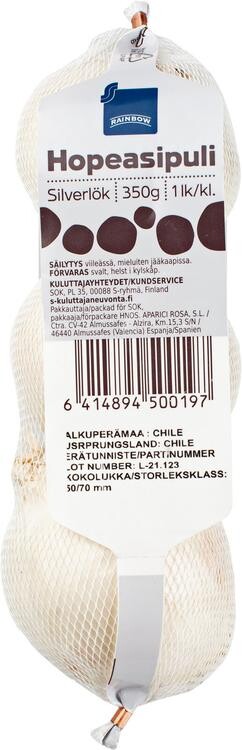 RAINBOW
Hopeasipuli
Silverlök 350g 1 lk/kl.
SÄILYTYS viileässä, mieluiten jääkaapissa.
FÖRVARAS svalt, helst i kylskåp.
KULUTTAJAYHTEYDET/KUNDSERVICE
SOK, PL 35, 00088 S-ryhmä, Finland
s-kuluttajaneuvonta.fi
Pakkauttaja/packad för SOK,
pakkaaja/förpackare HNOS. APARICI ROSA, S.L./
Ctra. CV-42 Almussafes - Alzira, Km.15,3 S/N /
46440 Almussafes (Valencia) Espanja/Spanien
6 414894 500197
ALKUPERÄMAA : CHILE
URSPRUNGSLAND: CHILE
ERÄTUNNISTE/PARTINUMMER
LOT NUMBER: L-21.123
KOKOLUKKA/STORLEKSKLASS:
50/70 mm